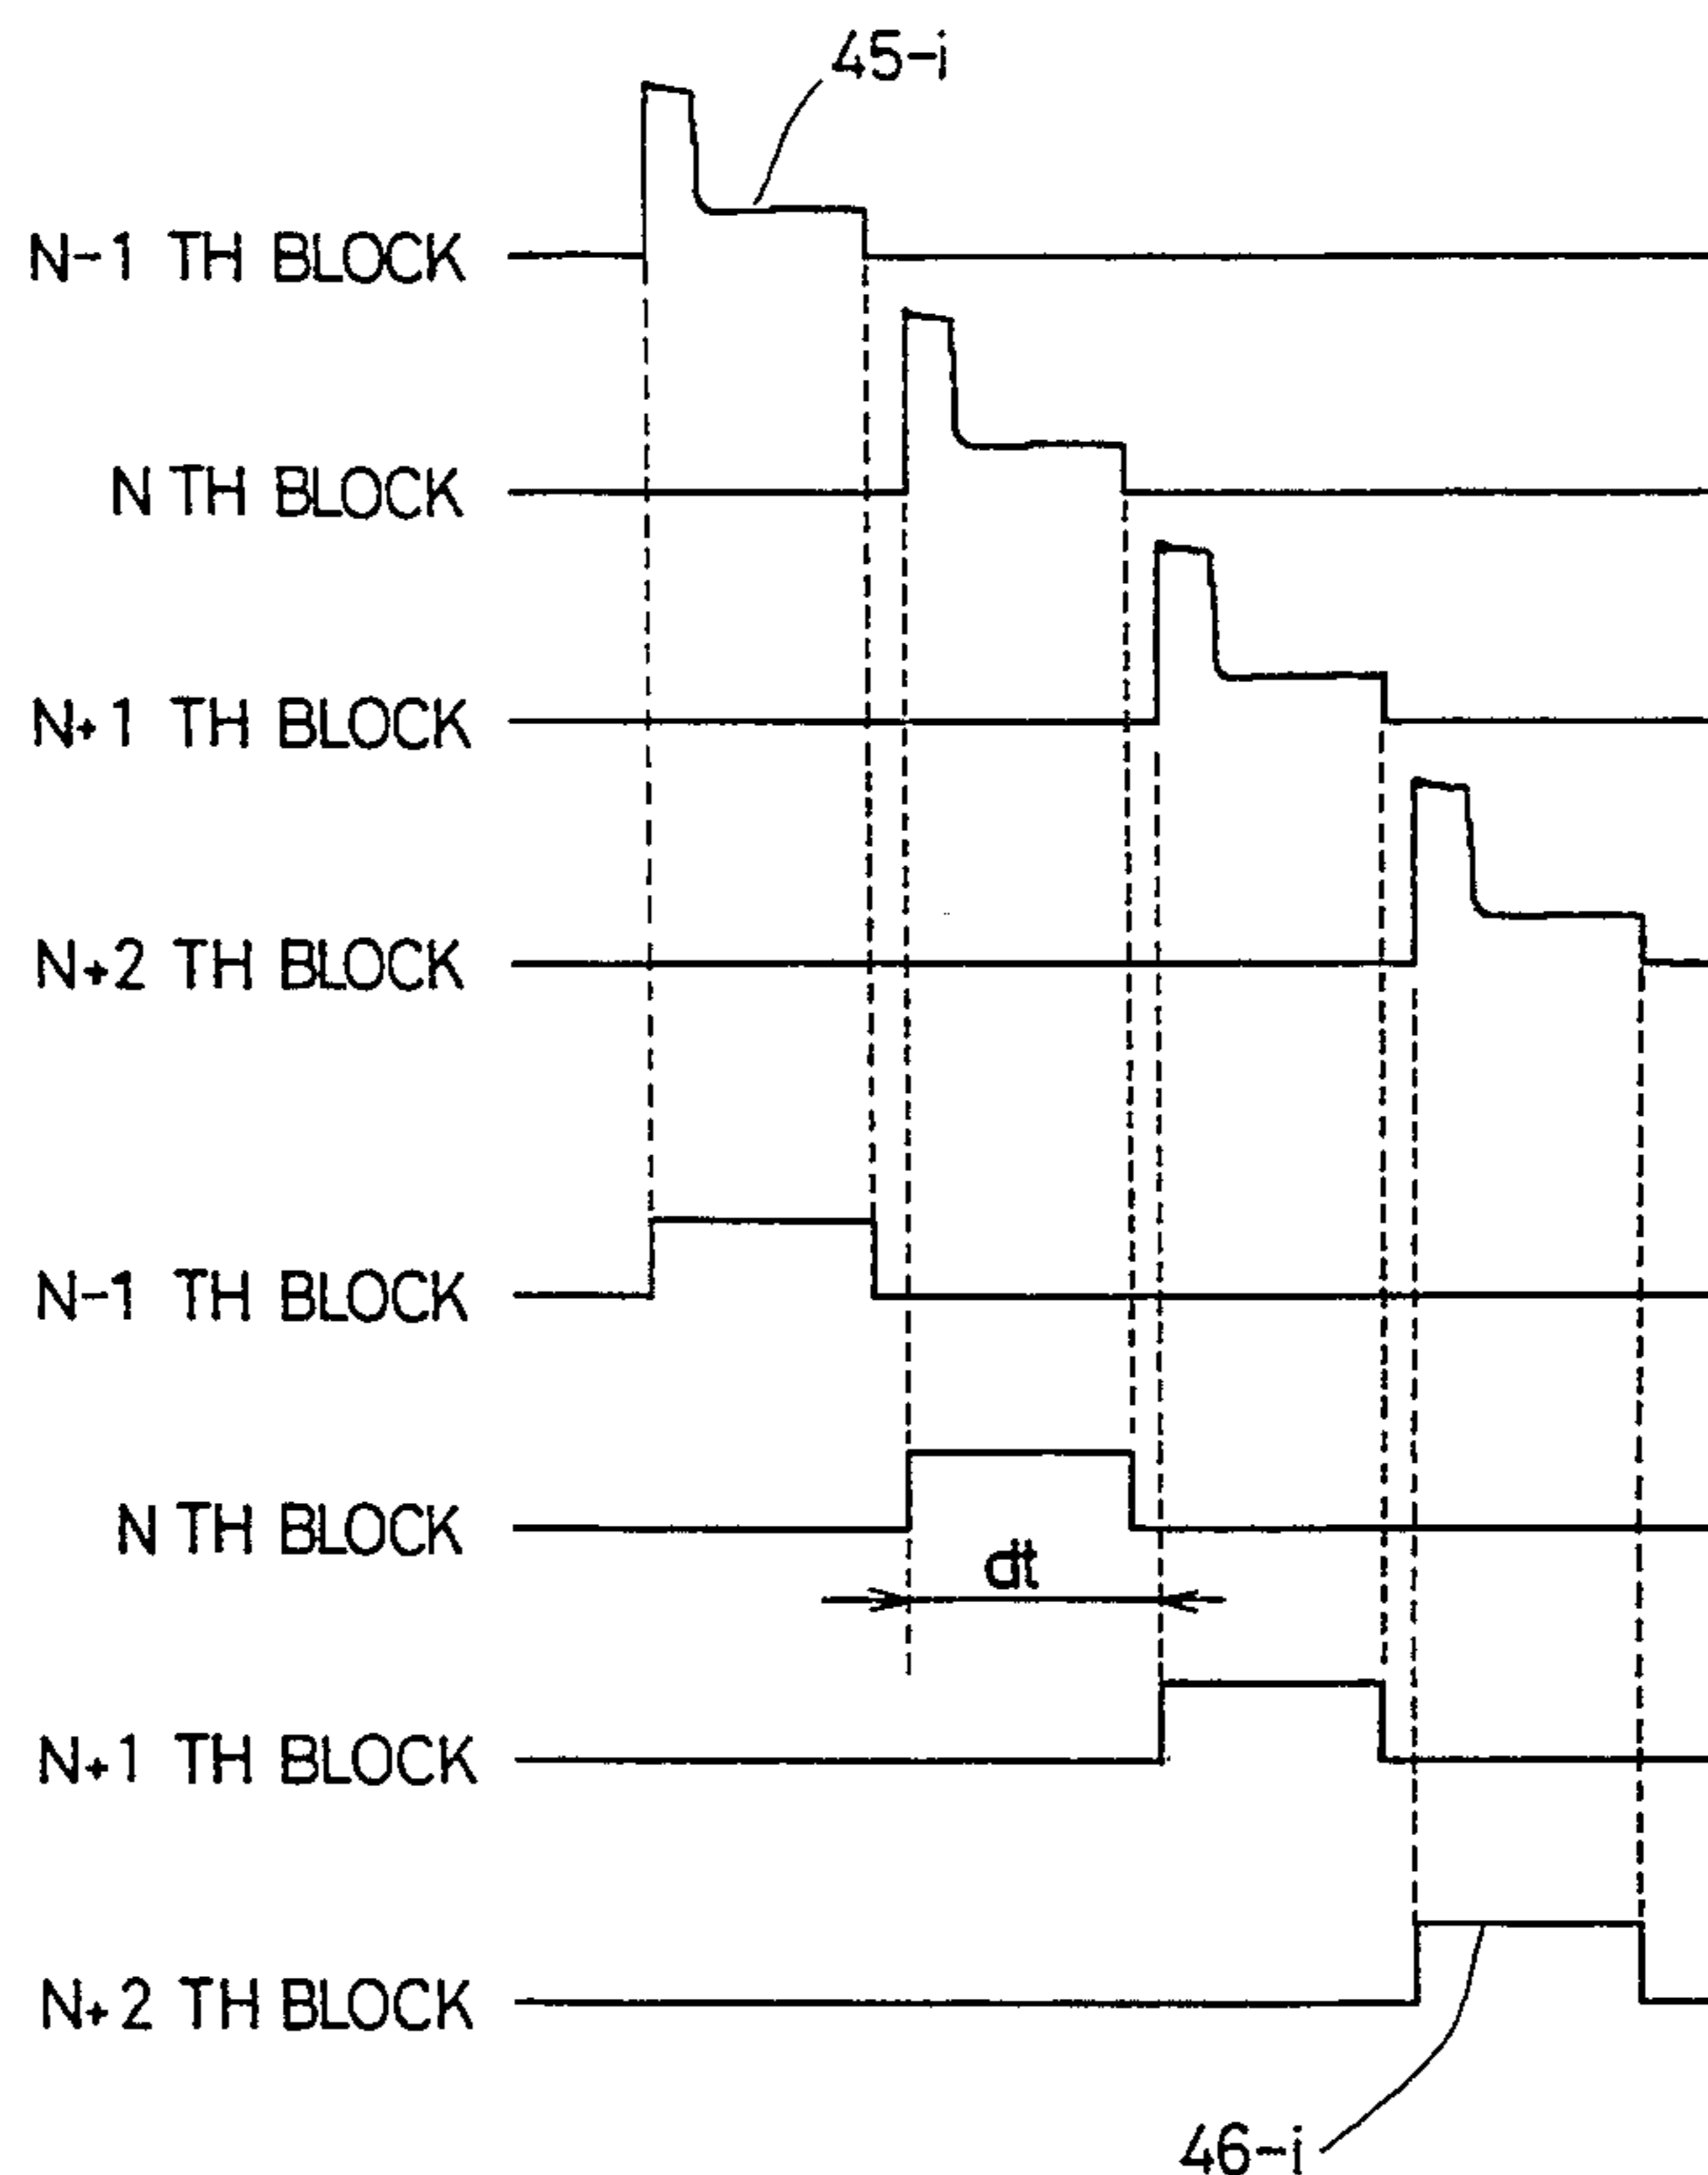 45-i
N-1 TH BLOCK
N TH BLOCK
N+1 TH BLOCK
N+2 TH BLOCK
N-1 TH BLOCK
N TH BLOCK
dt
N+1 TH BLOCK
N+2 TH BLOCK
46-i